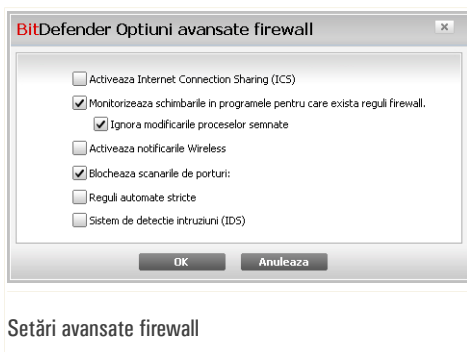 BitDefender Optiuni avansate firewall
Activeaza Internet Connection Sharing (ICS)
Monitorizeaza schimbarile in programele pentru care exista reguli firewall.
Ignora modificarile proceselor semnate
Activeaza notificarile Wireless
Blocheaza scanarile de porturi:
Reguli automate stricte
Sistem de detectie intruziuni (IDS)
OK Anuleaza
Setări avansate firewall